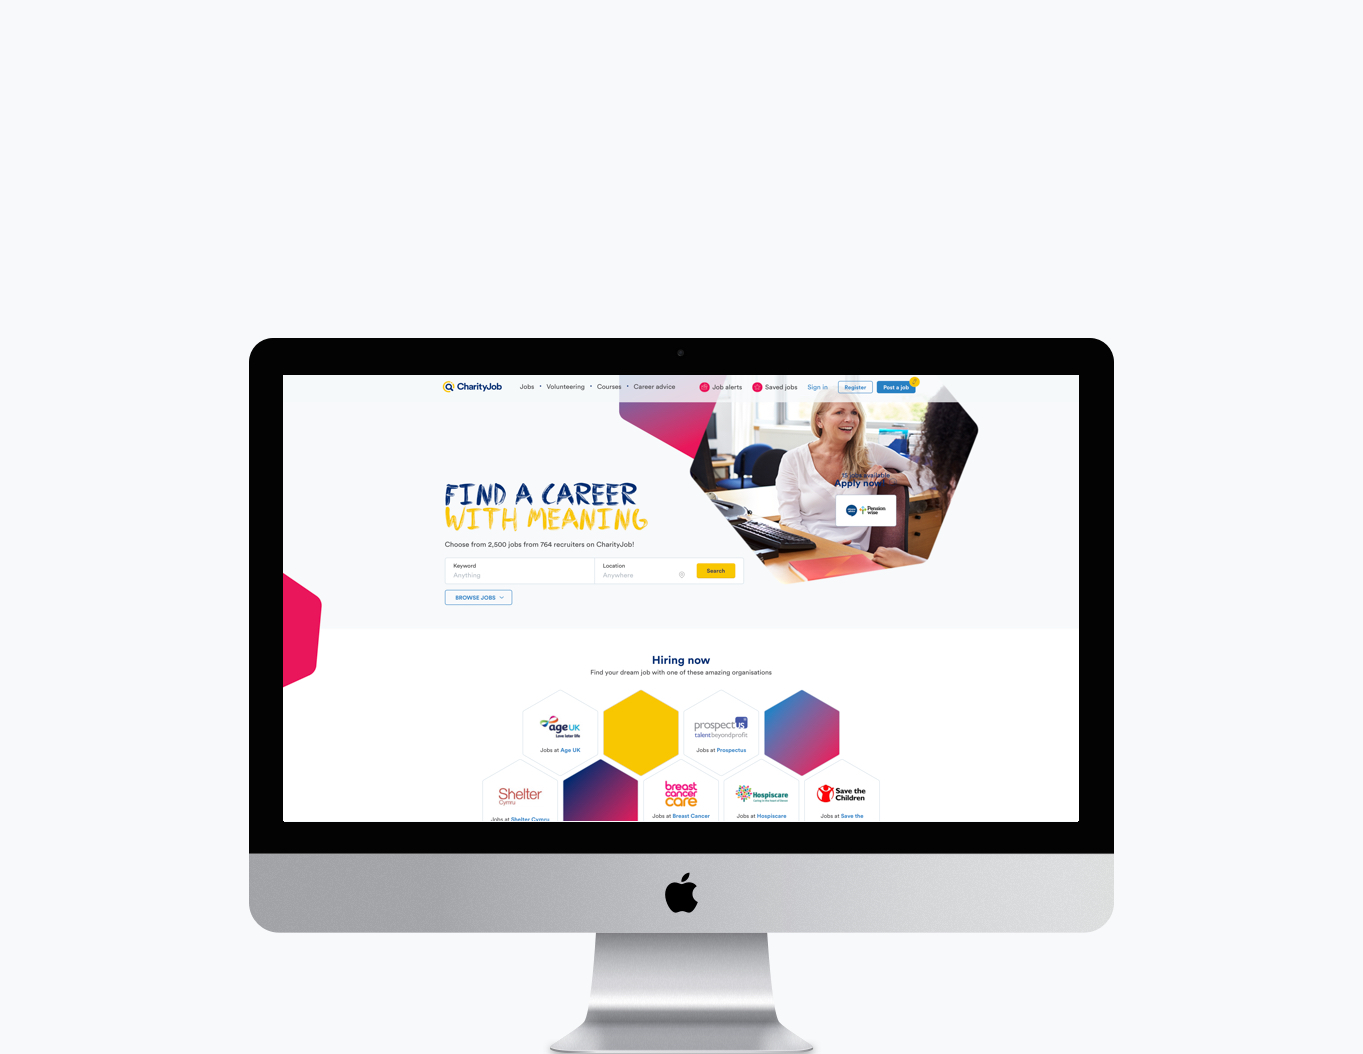 CharityJob
Jobs • Volunteering • Courses • Career advice
Job alerts
Saved jobs
Sign in
Register
Post a job
FIND A CAREER
WITH MEANING
Choose from 2,500 jobs from 764 recruiters on CharityJob!
Keyword
Anything
Location
Anywhere
Search
BROWSE JOBS
available
Apply now
Pension
wise
Hiring now
Find your dream job with one of these amazing organisations
age UK
Love later life
Jobs at Age UK
prospectus
talent beyond profit
Jobs at Prospectus
Shelter
Cymru
Jobs at Shelter Cymru
breast
cancer
care
Jobs at Breast Cancer
Hospiscare
Jobs at Hospiscare
Save the
Children
Jobs at Save the